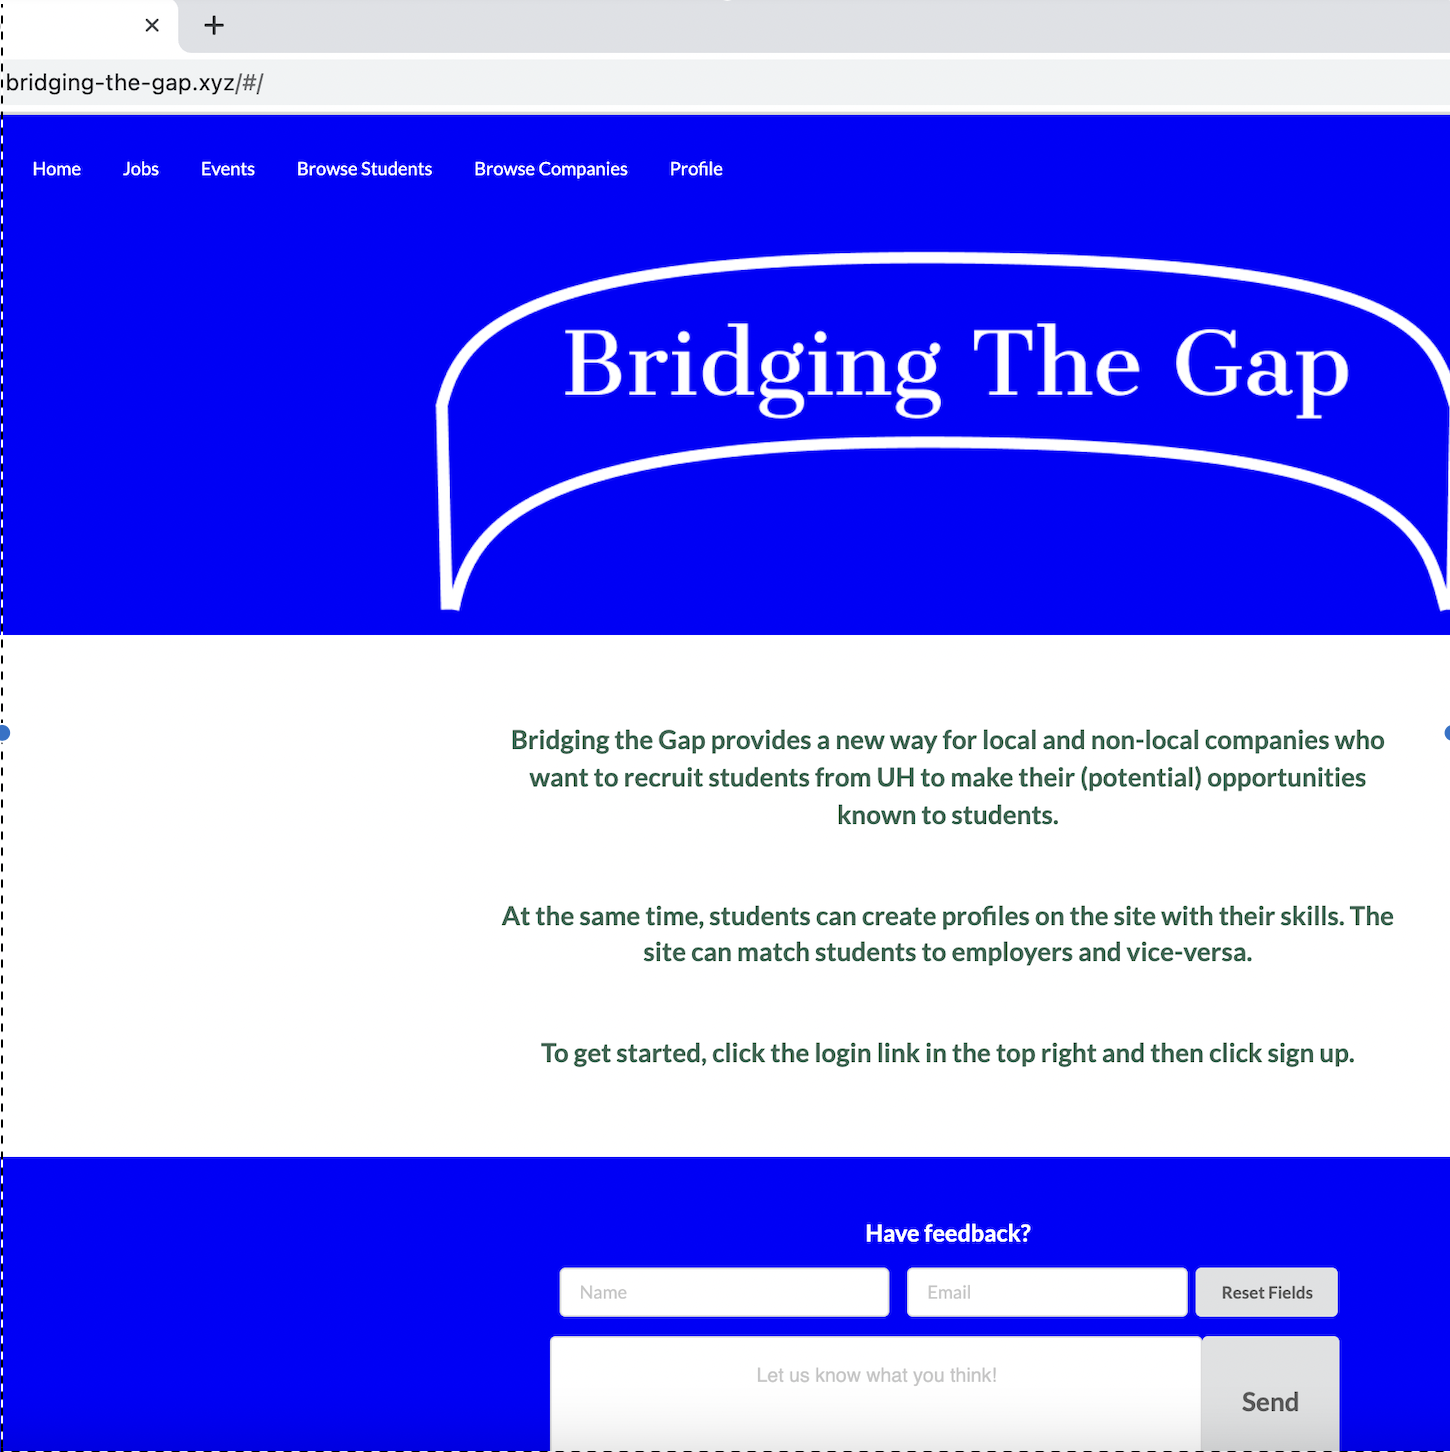 bridging-the-gap.xyz/#/
Home Jobs Events Browse Students Browse Companies Profile
Bridging The Gap
Bridging the Gap provides a new way for local and non-local companies who
want to recruit students from UH to make their (potential) opportunities
known to students.
At the same time, students can create profiles on the site with their skills. The
site can match students to employers and vice-versa.
To get started, click the login link in the top right and then click sign up.
Have feedback?
Name Email Reset Fields
Let us know what you think!
Send